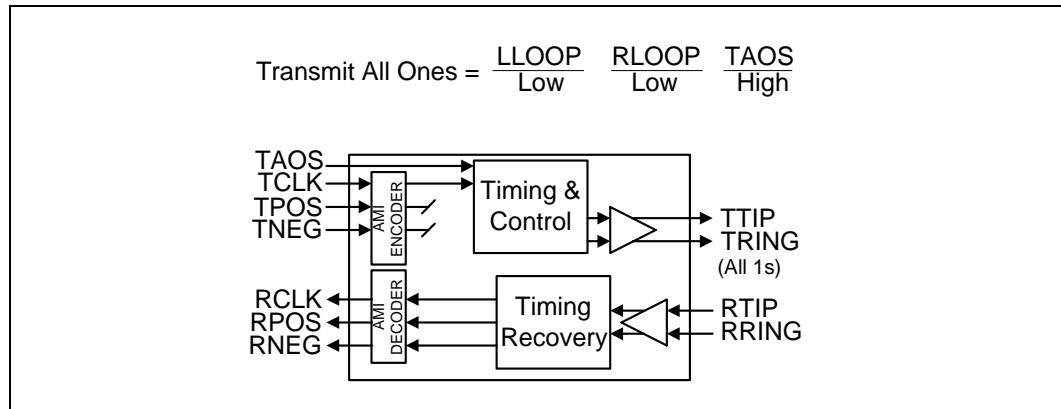 Transmit All Ones = LLOOP RLOOP TAOS
Low Low High
TAOS
TCLK
TPOS
TNEG
AMI
ENCODER
Timing &
Control
TTIP
TRING
(All 1s)
RCLK
RPOS
RNEG
AMI
DECODER
Timing
Recovery
RTIP
RRING